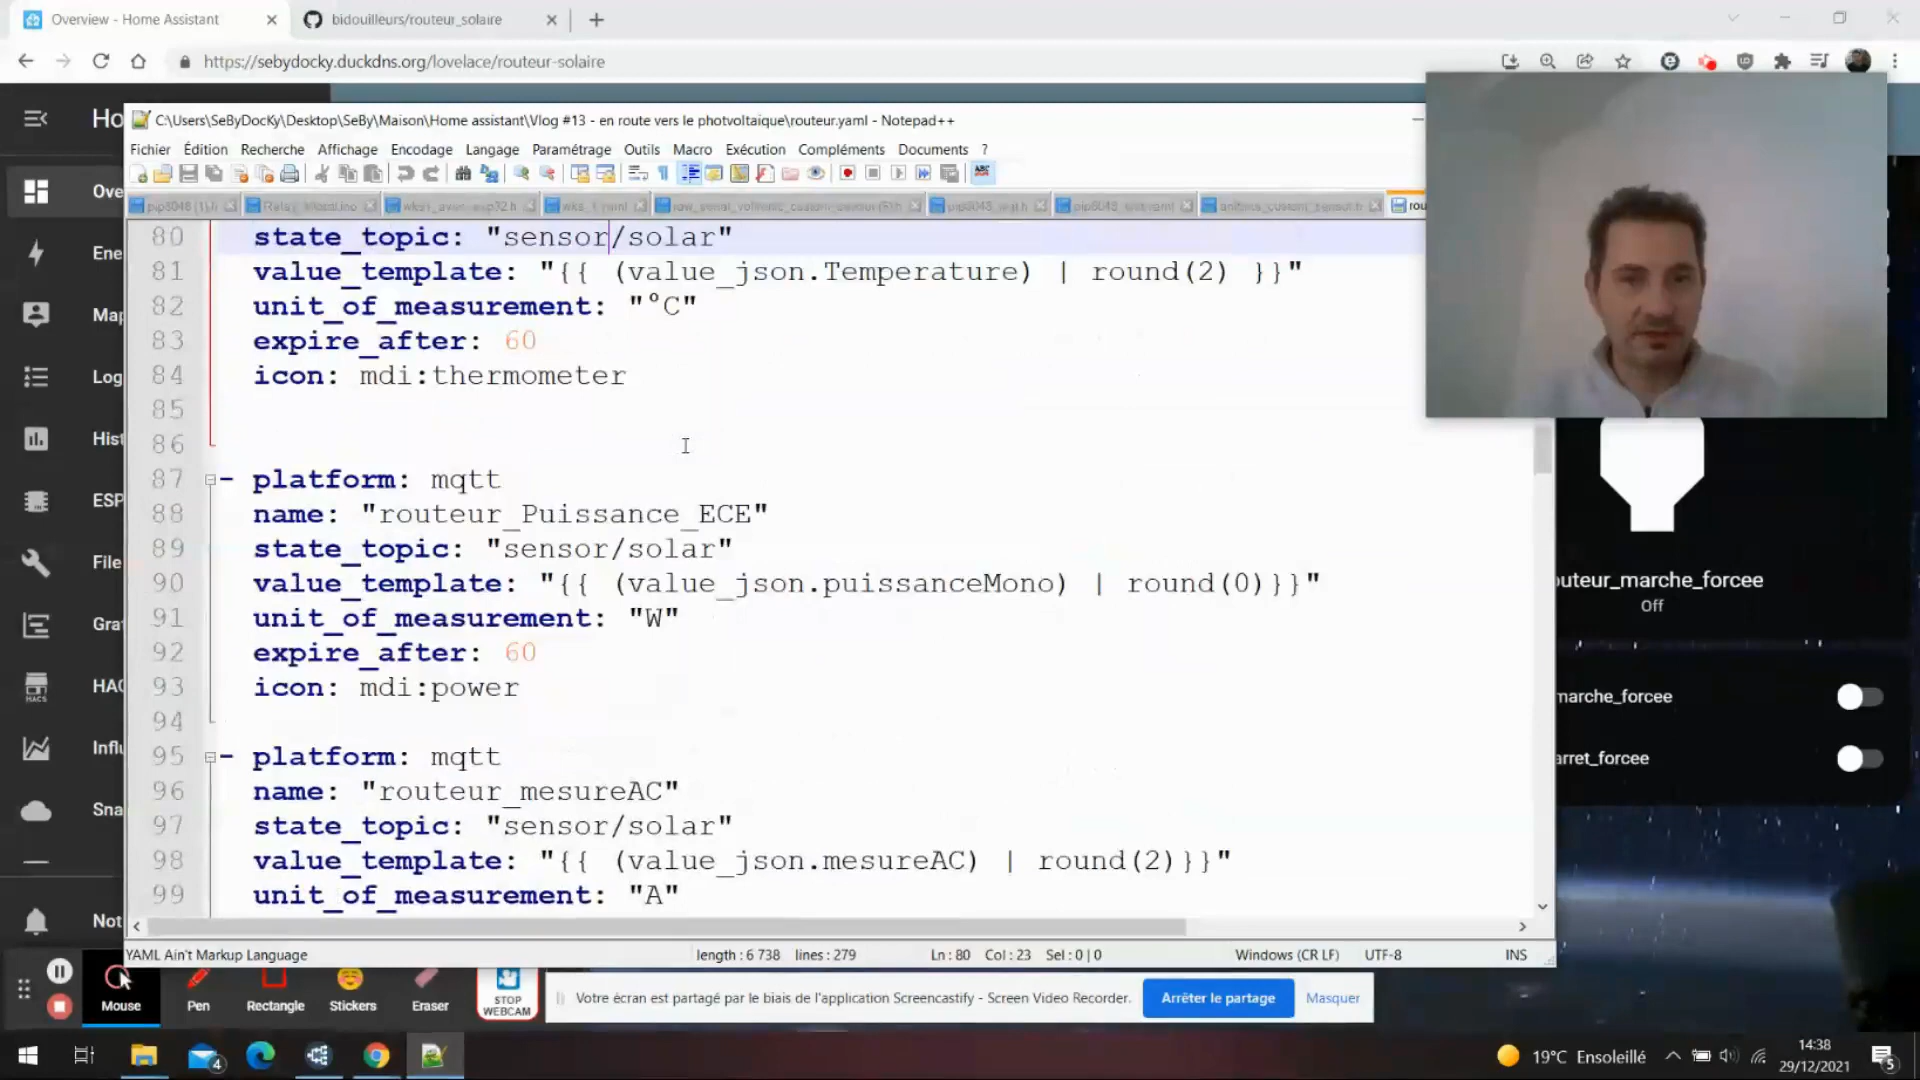 Overview - Home Assistant
bidouilleurs/routeur_solaire
https://sebydocky.duckdns.org/lovelace/routeur-solaire
Ho
C:\Users\SeByDocKy\Desktop\SeBy\Maison\Home assistant\Vlog #13 - en route vers le photvoltaique\routeur.yaml - Notepad++
Fichier Édition Recherche Affichage Encodage Langage Paramétrage Outils Macro Exécution Compléments Documents ?
Ove
Ene
Map
Log
Hist
ESP
File
Gra
HAC
HACS
Influ
Sna
Not
80 state_topic: "sensor/solar"
81 value_template: "{{ (value_json.Temperature) | round(2) }}"
82 unit_of_measurement: "°C"
83 expire_after: 60
84 icon: mdi:thermometer
85
86
87 - platform: mqtt
88 name: "routeur_Puissance_ECE"
89 state_topic: "sensor/solar"
90 value_template: "{{ (value_json.puissanceMono) | round(0)}}"
91 unit_of_measurement: "W"
92 expire_after: 60
93 icon: mdi:power
94
95 - platform: mqtt
96 name: "routeur_mesureAC"
97 state_topic: "sensor/solar"
98 value_template: "{{ (value_json.mesureAC) | round(2)}}"
99 unit_of_measurement: "A"
outeur_marche_forcee
Off
marche_forcee
arret_forcee
YAML Ain't Markup Language length : 6 738 lines : 279 Ln : 80 Col : 23 Sel : 0 | 0 Windows (CR LF) UTF-8 INS
Mouse Pen Rectangle Stickers Eraser
STOP
WEBCAM
Votre écran est partagé par le biais de l'application Screencastify - Screen Video Recorder. Arrêter le partage Masquer
4
19°C Ensoleillé
14:38
29/12/2021
5